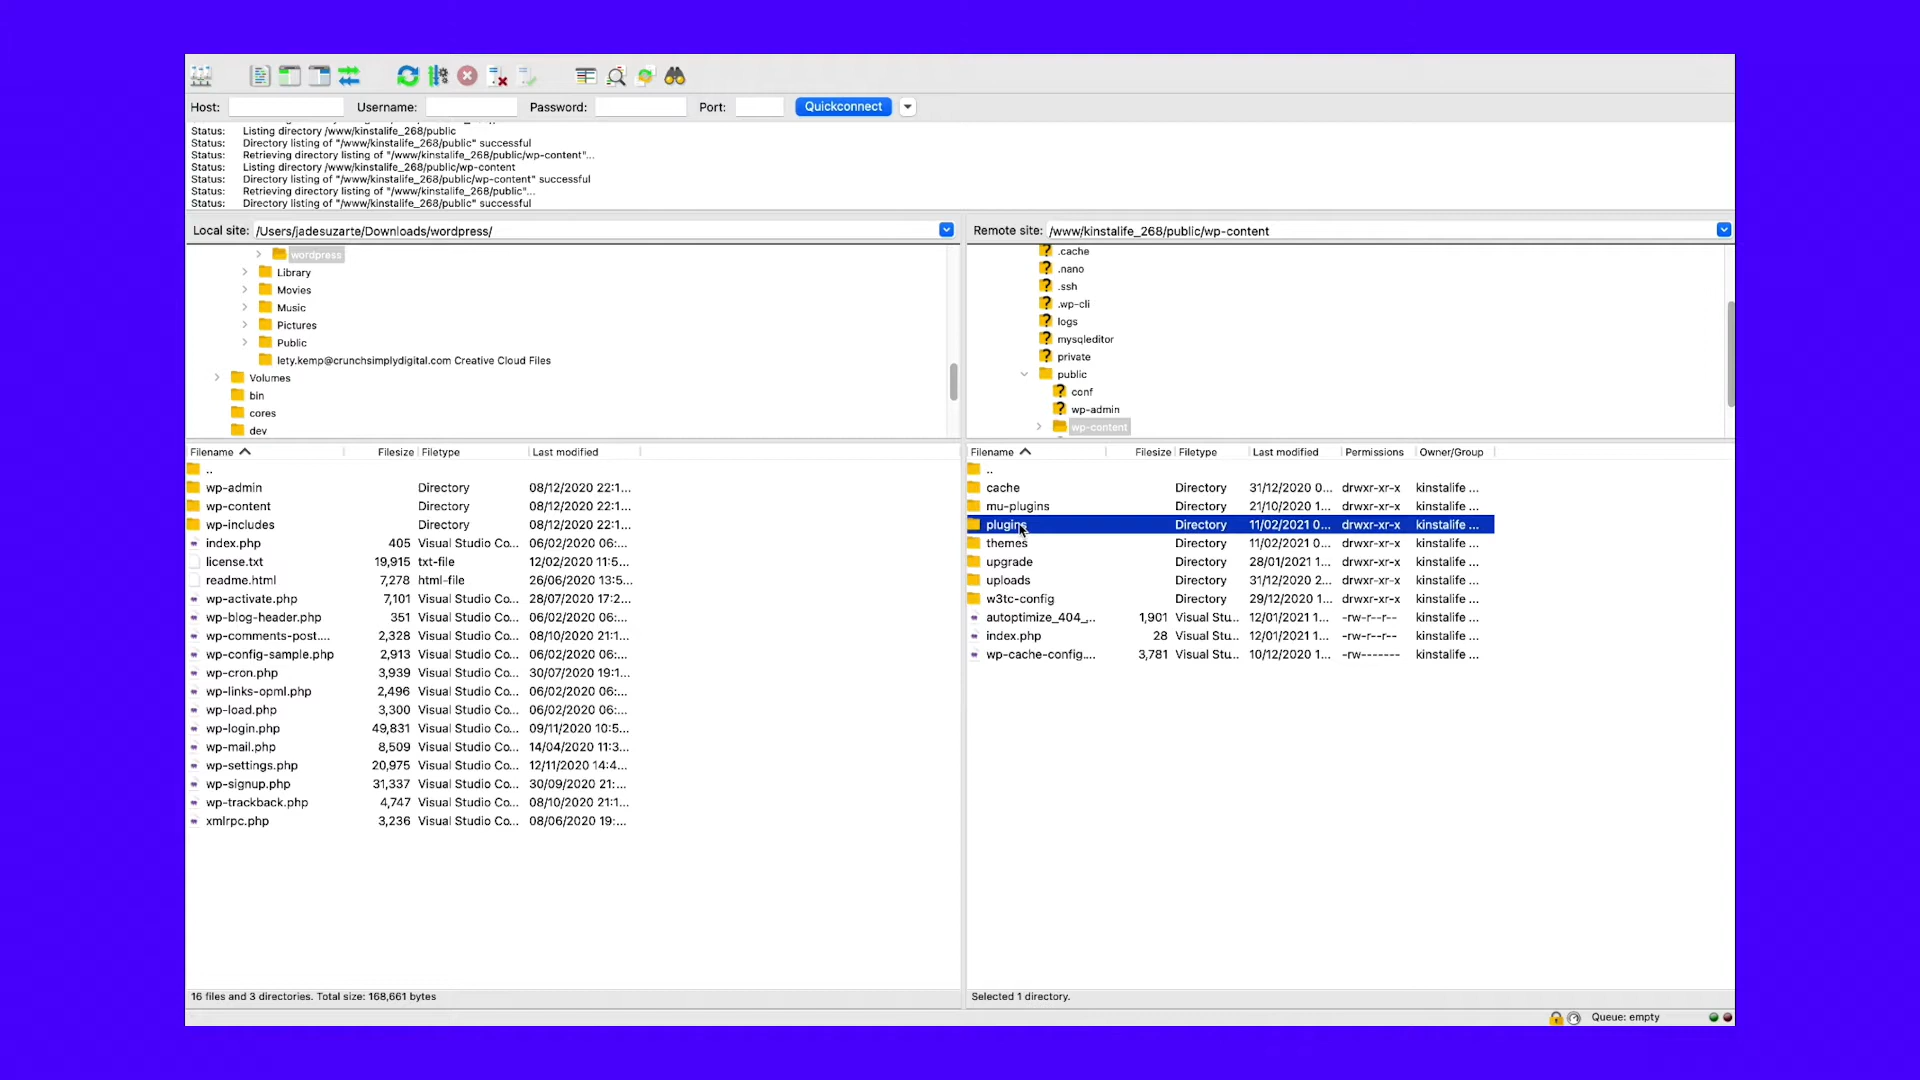 Host: Username: Password: Port: Quickconnect
Status: Listing directory /www/kinstalife_268/public
Status: Directory listing of "/www/kinstalife_268/public" successful
Status: Retrieving directory listing of "/www/kinstalife_268/public/wp-content"...
Status: Listing directory /www/kinstalife_268/public/wp-content
Status: Directory listing of "/www/kinstalife_268/public/wp-content" successful
Status: Retrieving directory listing of "/www/kinstalife_268/public"...
Status: Directory listing of "/www/kinstalife_268/public" successful
Local site: /Users/jadesuzarte/Downloads/wordpress/
wordpress
Library
Movies
Music
Pictures
Public
lety.kemp@crunchsimplydigital.com Creative Cloud Files
Volumes
bin
cores
dev
Filename Filesize Filetype Last modified
..
wp-admin Directory 08/12/2020 22:1...
wp-content Directory 08/12/2020 22:1...
wp-includes Directory 08/12/2020 22:1...
index.php 405 Visual Studio Co... 06/02/2020 06:...
license.txt 19,915 txt-file 12/02/2020 11:5...
readme.html 7,278 html-file 26/06/2020 13:5...
wp-activate.php 7,101 Visual Studio Co... 28/07/2020 17:2...
wp-blog-header.php 351 Visual Studio Co... 06/02/2020 06:...
wp-comments-post.... 2,328 Visual Studio Co... 08/10/2020 21:1...
wp-config-sample.php 2,913 Visual Studio Co... 06/02/2020 06:...
wp-cron.php 3,939 Visual Studio Co... 30/07/2020 19:1...
wp-links-opml.php 2,496 Visual Studio Co... 06/02/2020 06:...
wp-load.php 3,300 Visual Studio Co... 06/02/2020 06:...
wp-login.php 49,831 Visual Studio Co... 09/11/2020 10:5...
wp-mail.php 8,509 Visual Studio Co... 14/04/2020 11:3...
wp-settings.php 20,975 Visual Studio Co... 12/11/2020 14:4...
wp-signup.php 31,337 Visual Studio Co... 30/09/2020 21:...
wp-trackback.php 4,747 Visual Studio Co... 08/10/2020 21:1...
xmlrpc.php 3,236 Visual Studio Co... 08/06/2020 19:...
16 files and 3 directories. Total size: 168,661 bytes
Remote site: /www/kinstalife_268/public/wp-content
.cache
.nano
.ssh
.wp-cli
logs
mysqleditor
private
public
conf
wp-admin
wp-content
Filename Filesize Filetype Last modified Permissions Owner/Group
..
cache Directory 31/12/2020 0... drwxr-xr-x kinstalife ...
mu-plugins Directory 21/10/2020 1... drwxr-xr-x kinstalife ...
plugins Directory 11/02/2021 0... drwxr-xr-x kinstalife ...
themes Directory 11/02/2021 0... drwxr-xr-x kinstalife ...
upgrade Directory 28/01/2021 1... drwxr-xr-x kinstalife ...
uploads Directory 31/12/2020 2... drwxr-xr-x kinstalife ...
w3tc-config Directory 29/12/2020 1... drwxr-xr-x kinstalife ...
autoptimize_404_... 1,901 Visual Stu... 12/01/2021 1... -rw-r--r-- kinstalife ...
index.php 28 Visual Stu... 12/01/2021 1... -rw-r--r-- kinstalife ...
wp-cache-config.... 3,781 Visual Stu... 10/12/2020 1... -rw------- kinstalife ...
Selected 1 directory.
Queue: empty